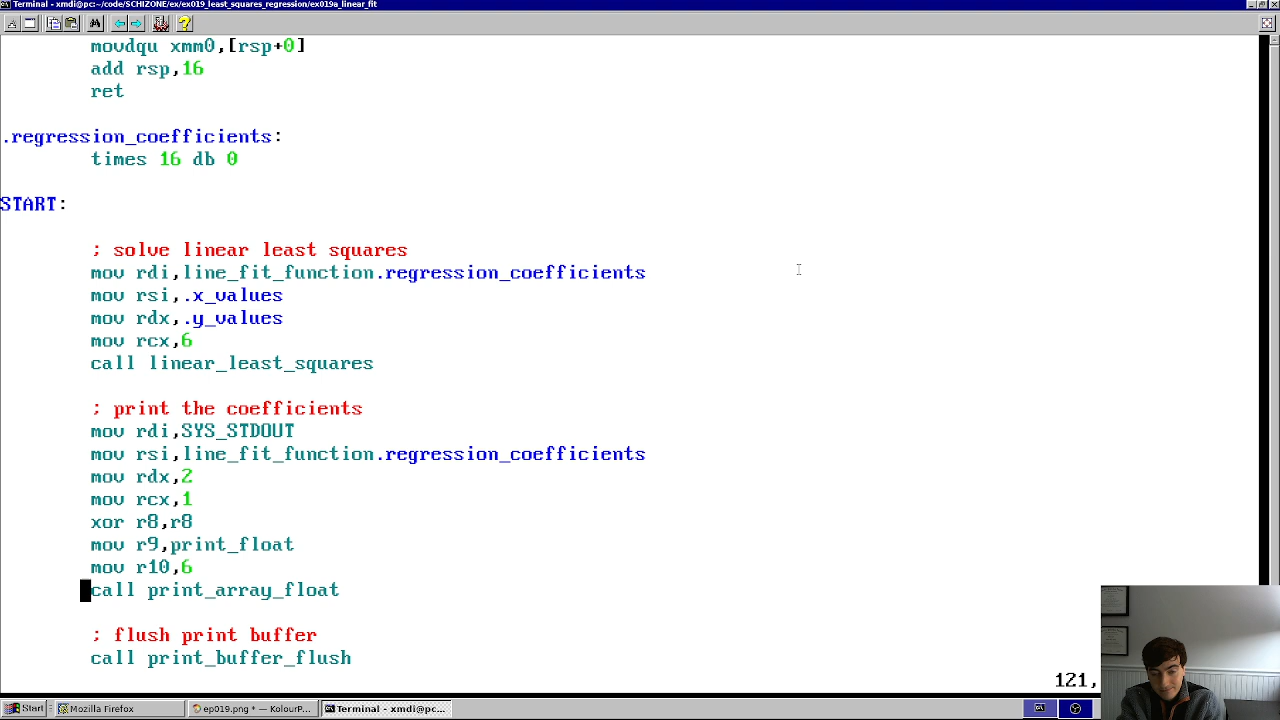 Terminal - xmdi@pc:~/code/SCHIZONE/ex/ex019_least_squares_regression/ex019a_linear_fit
movdqu xmm0,[rsp+0]
add rsp,16
ret
.regression_coefficients:
times 16 db 0
START:
; solve linear least squares
mov rdi,line_fit_function.regression_coefficients
mov rsi,.x_values
mov rdx,.y_values
mov rcx,6
call linear_least_squares
; print the coefficients
mov rdi,SYS_STDOUT
mov rsi,line_fit_function.regression_coefficients
mov rdx,2
mov rcx,1
xor r8,r8
mov r9,print_float
mov r10,6
call print_array_float
; flush print buffer
call print_buffer_flush
121,
Start
Mozilla Firefox
ep019.png * — KolourP...
Terminal - xmdi@pc...